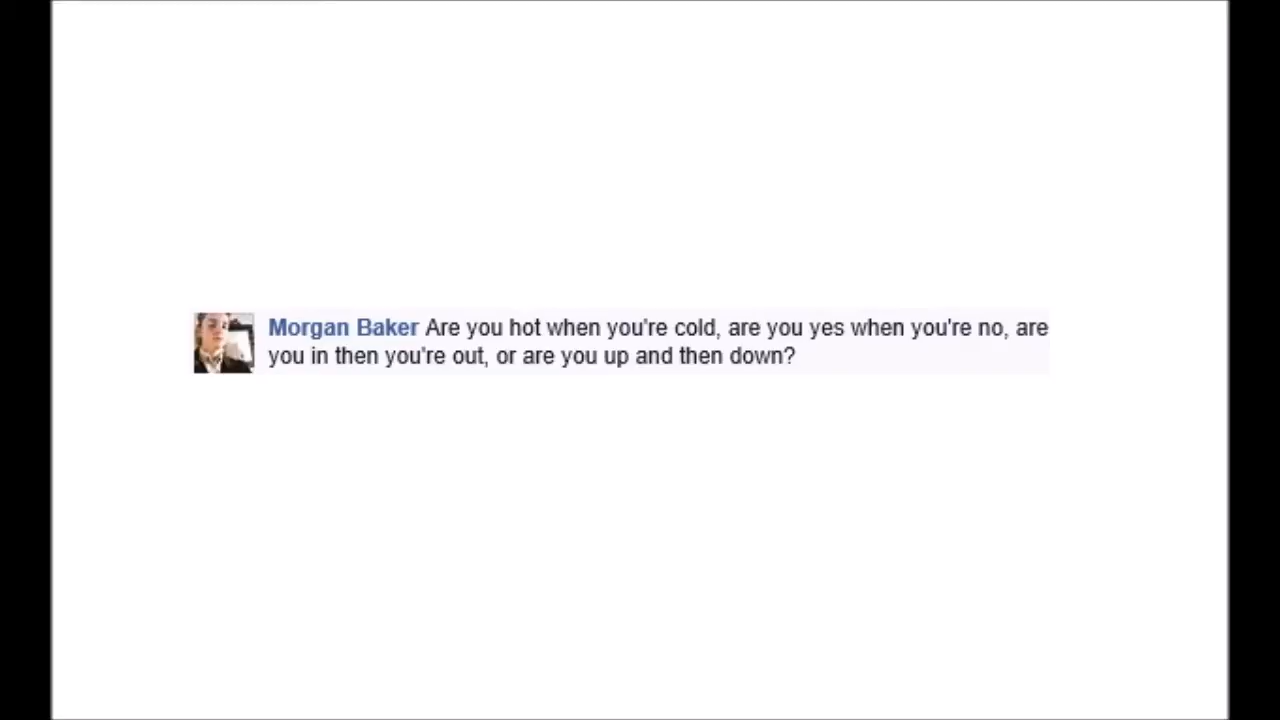 Morgan Baker Are you hot when you're cold, are you yes when you're no, are
you in then you're out, or are you up and then down?